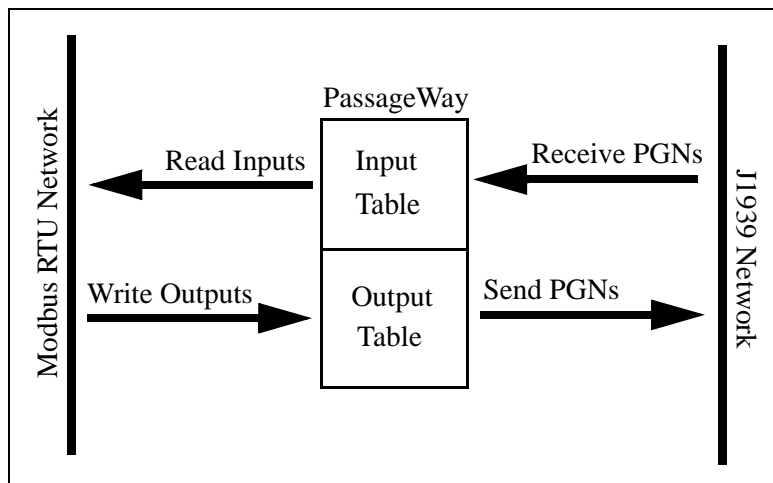 PassageWay
Modbus RTU Network
Read Inputs
Input
Table
Receive PGNs
J1939 Network
Write Outputs
Output
Table
Send PGNs